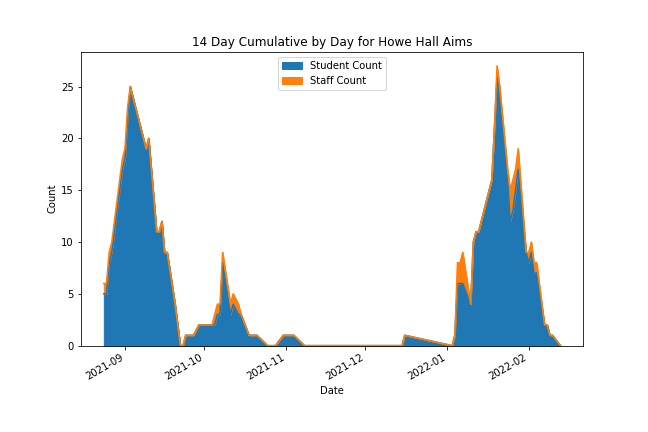 14 Day Cumulative by Day for Howe Hall Aims
Student Count
Staff Count
25
20
15
10
5
0
Count
2021-09
2021-10
2021-11
2021-12
2022-01
2022-02
Date